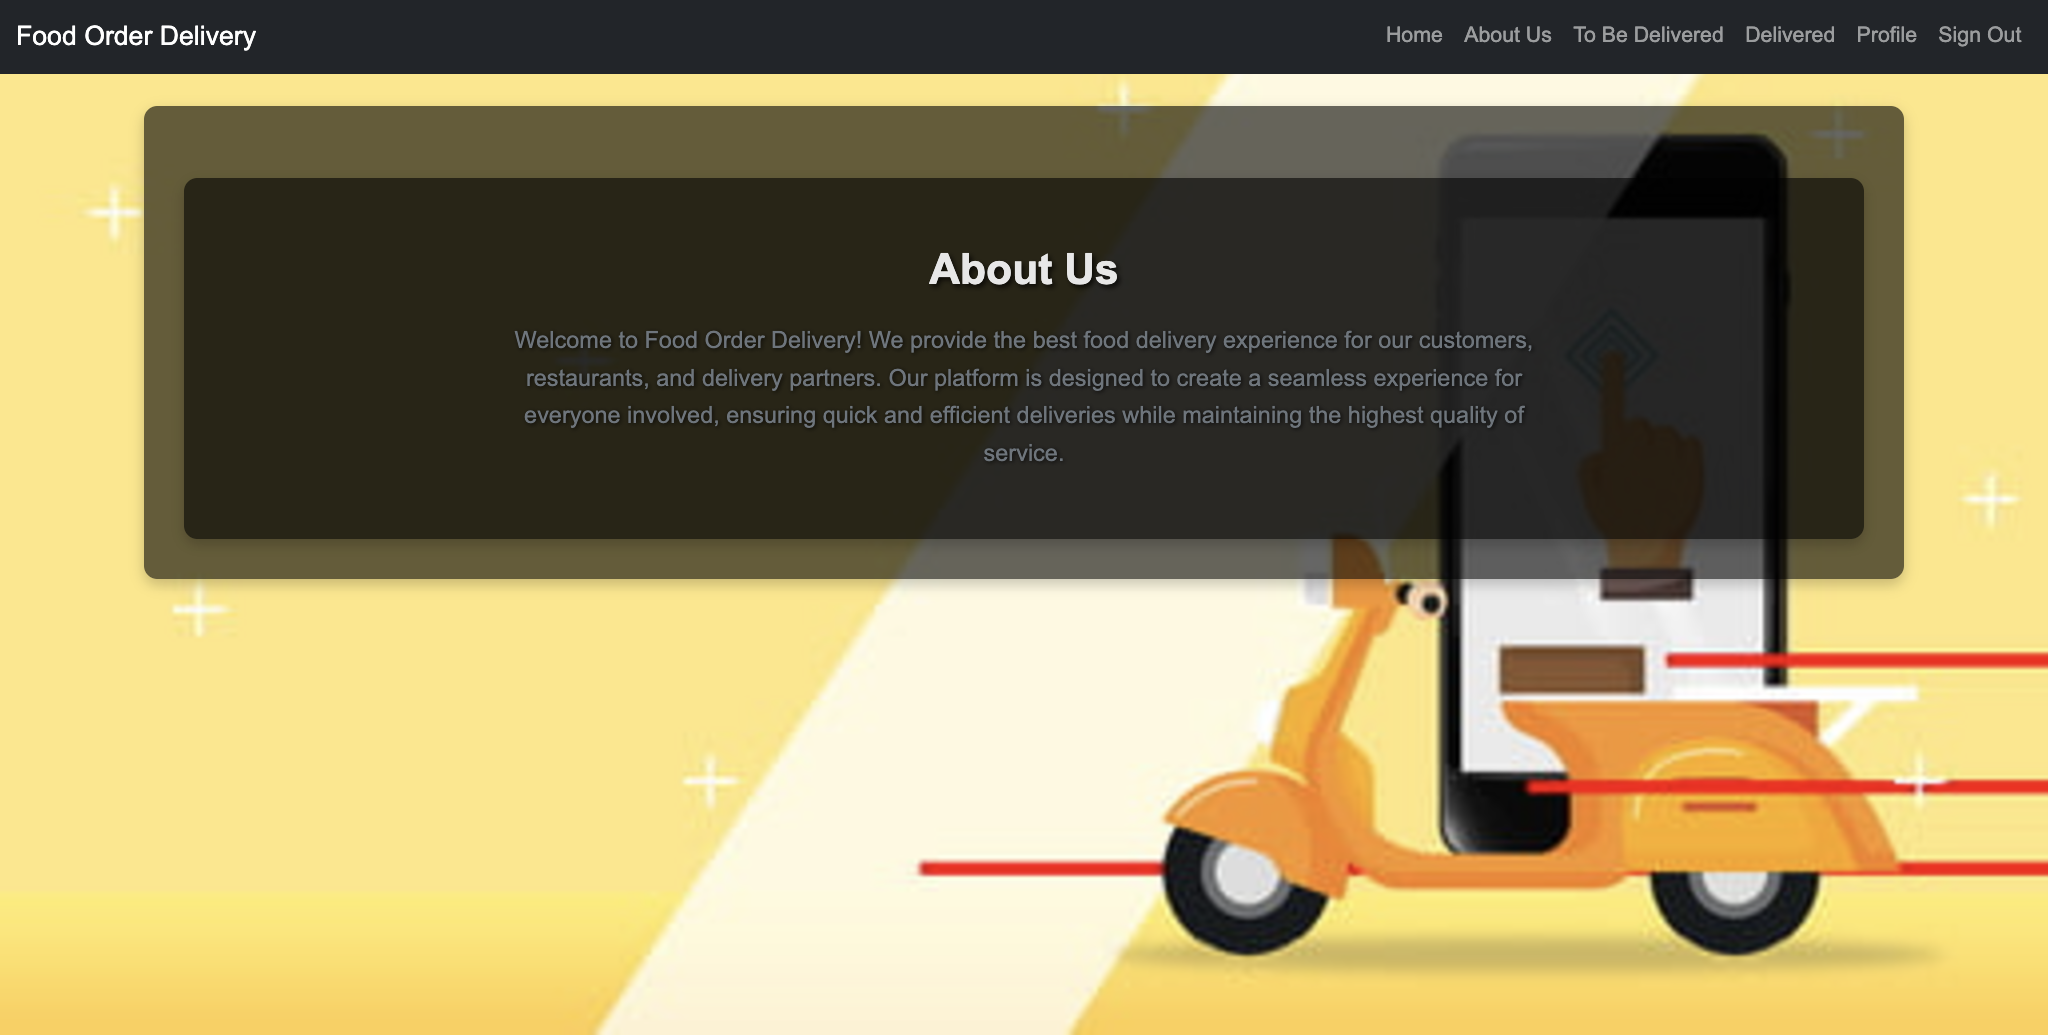 Food Order Delivery
Home About Us To Be Delivered Delivered Profile Sign Out
About Us
Welcome to Food Order Delivery! We provide the best food delivery experience for our customers,
restaurants, and delivery partners. Our platform is designed to create a seamless experience for
everyone involved, ensuring quick and efficient deliveries while maintaining the highest quality of
service.